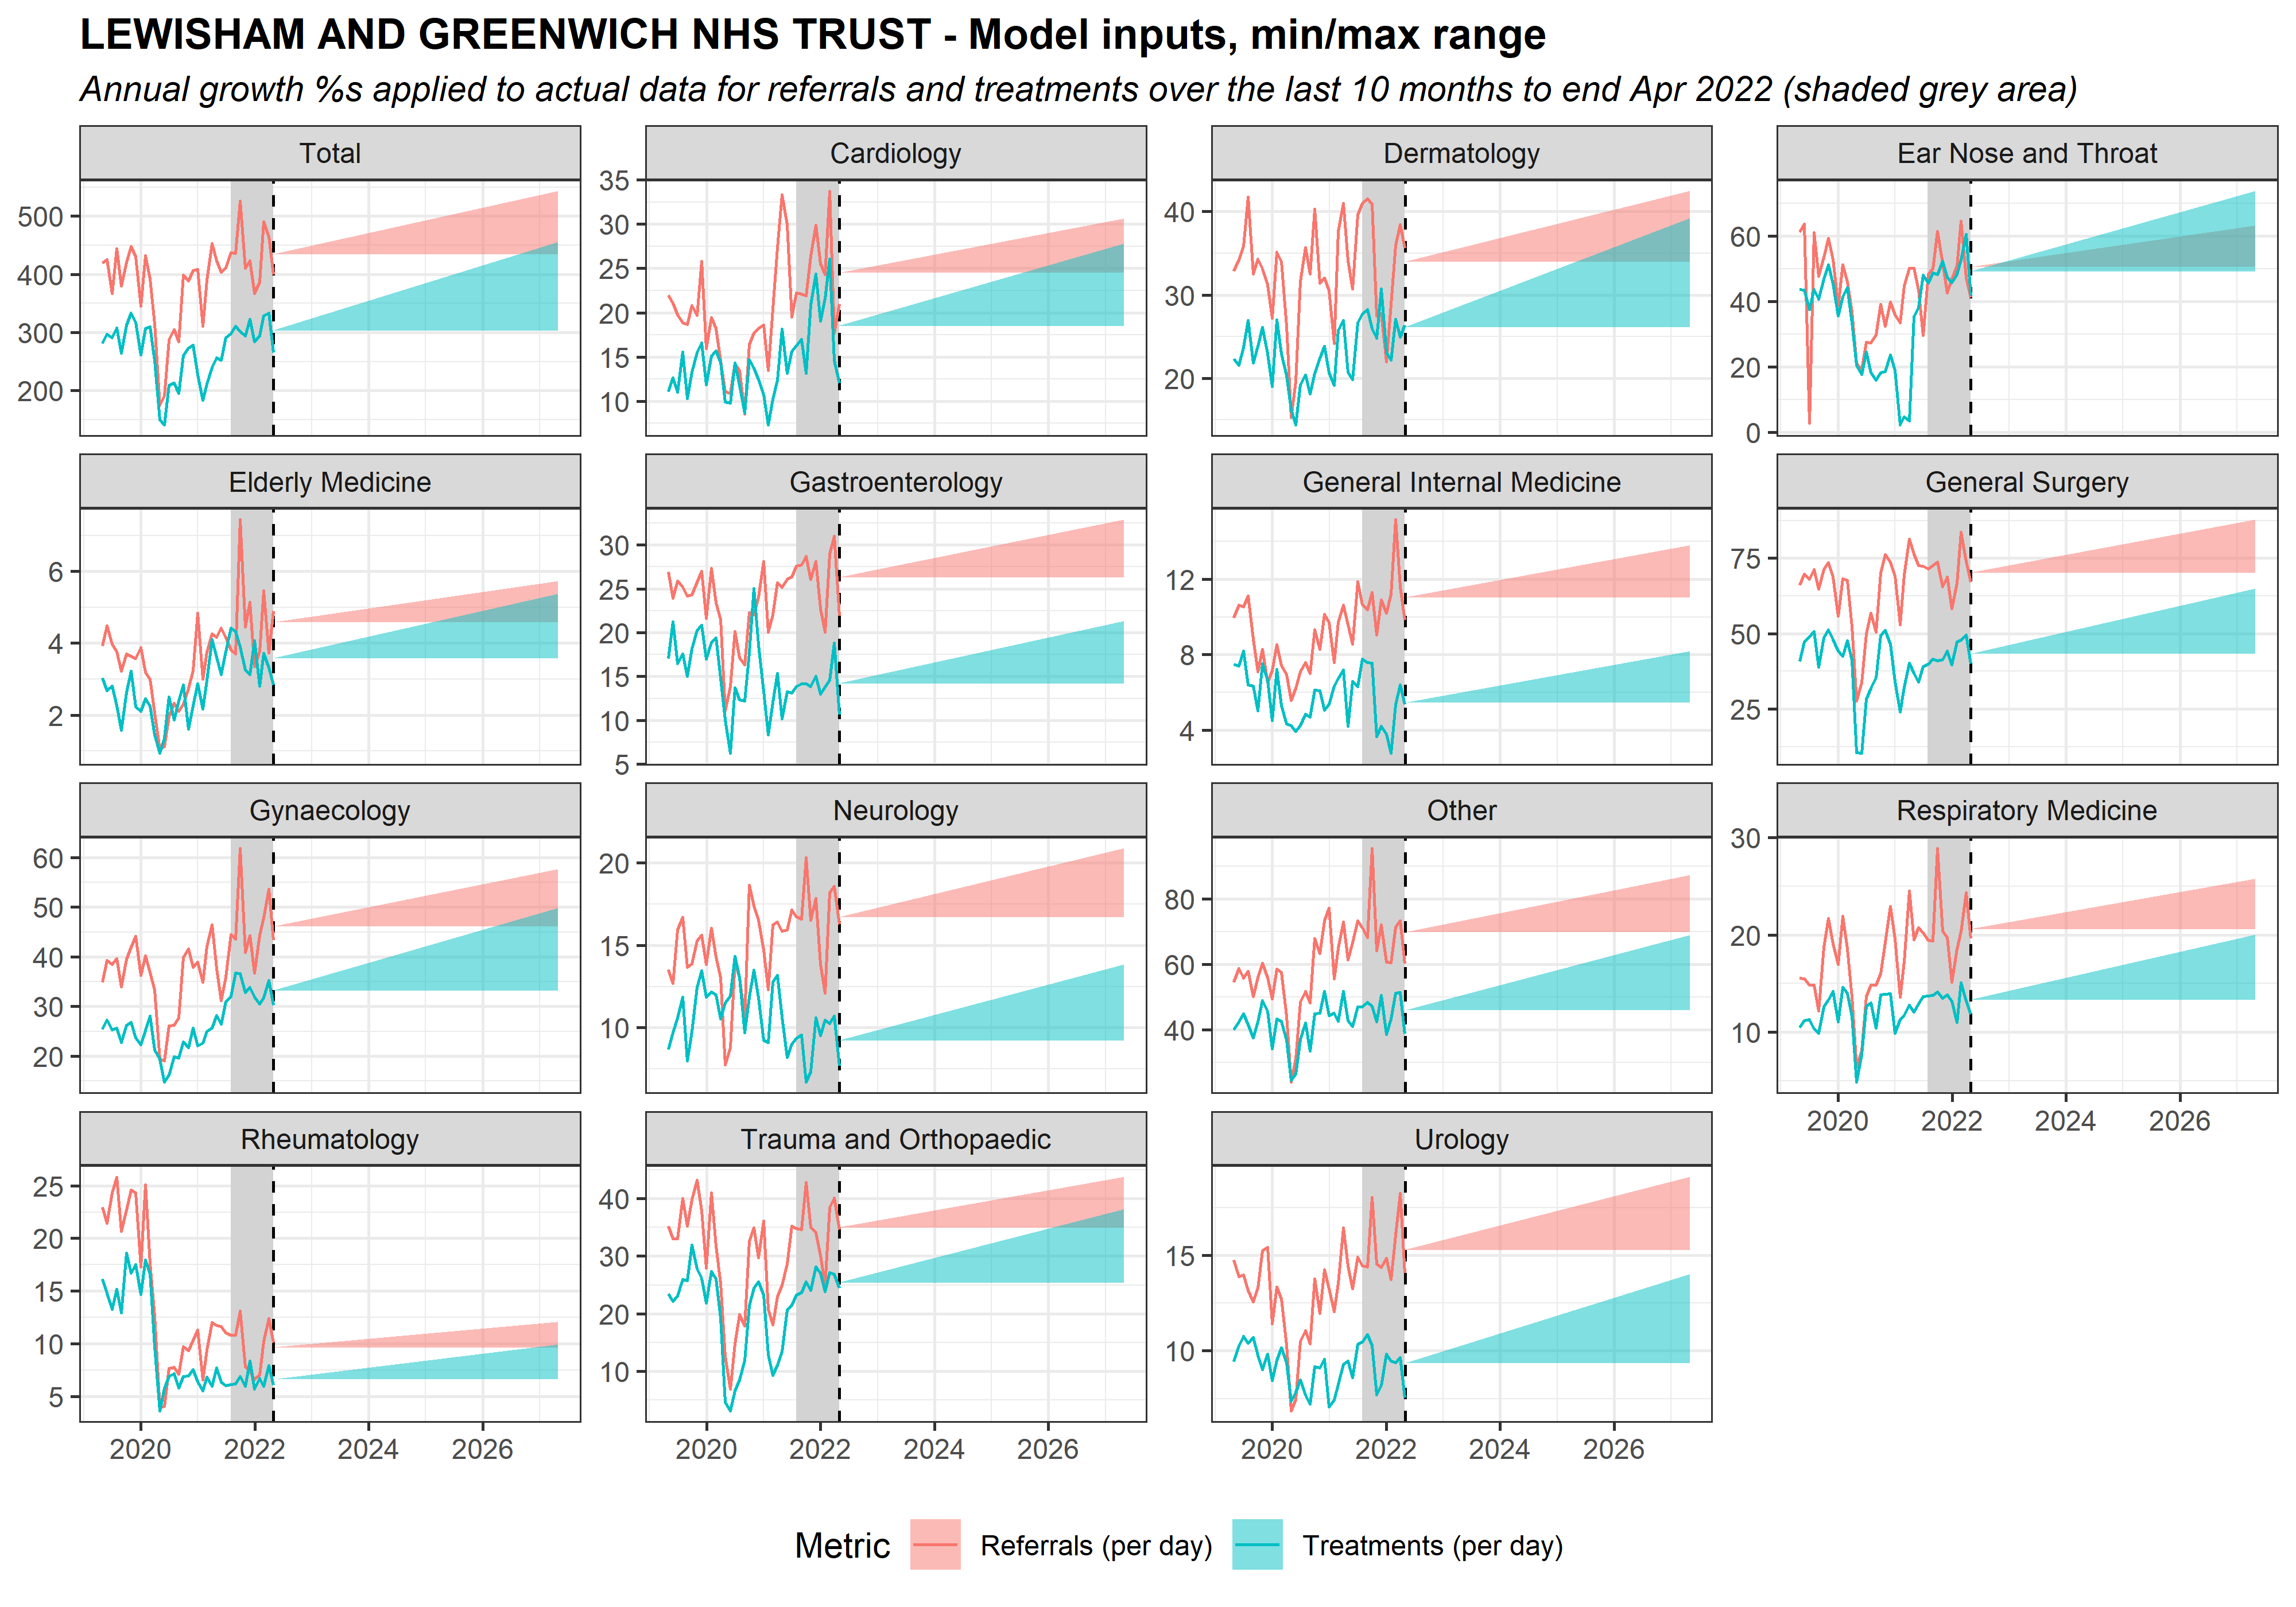 LEWISHAM AND GREENWICH NHS TRUST - Model inputs, min/max range
Annual growth %s applied to actual data for referrals and treatments over the last 10 months to end Apr 2022 (shaded grey area)
Total
500
400
300
200
Cardiology
35
30
25
20
15
10
Dermatology
40
30
20
Ear Nose and Throat
60
40
20
0
Elderly Medicine
6
4
2
Gastroenterology
30
25
20
15
10
5
General Internal Medicine
12
8
4
General Surgery
75
50
25
Gynaecology
60
50
40
30
20
Neurology
20
15
10
Other
80
60
40
Respiratory Medicine
30
20
10
2020 2022 2024 2026
Rheumatology
25
20
15
10
5
2020 2022 2024 2026
Trauma and Orthopaedic
40
30
20
10
2020 2022 2024 2026
Urology
15
10
2020 2022 2024 2026
Metric Referrals (per day) Treatments (per day)